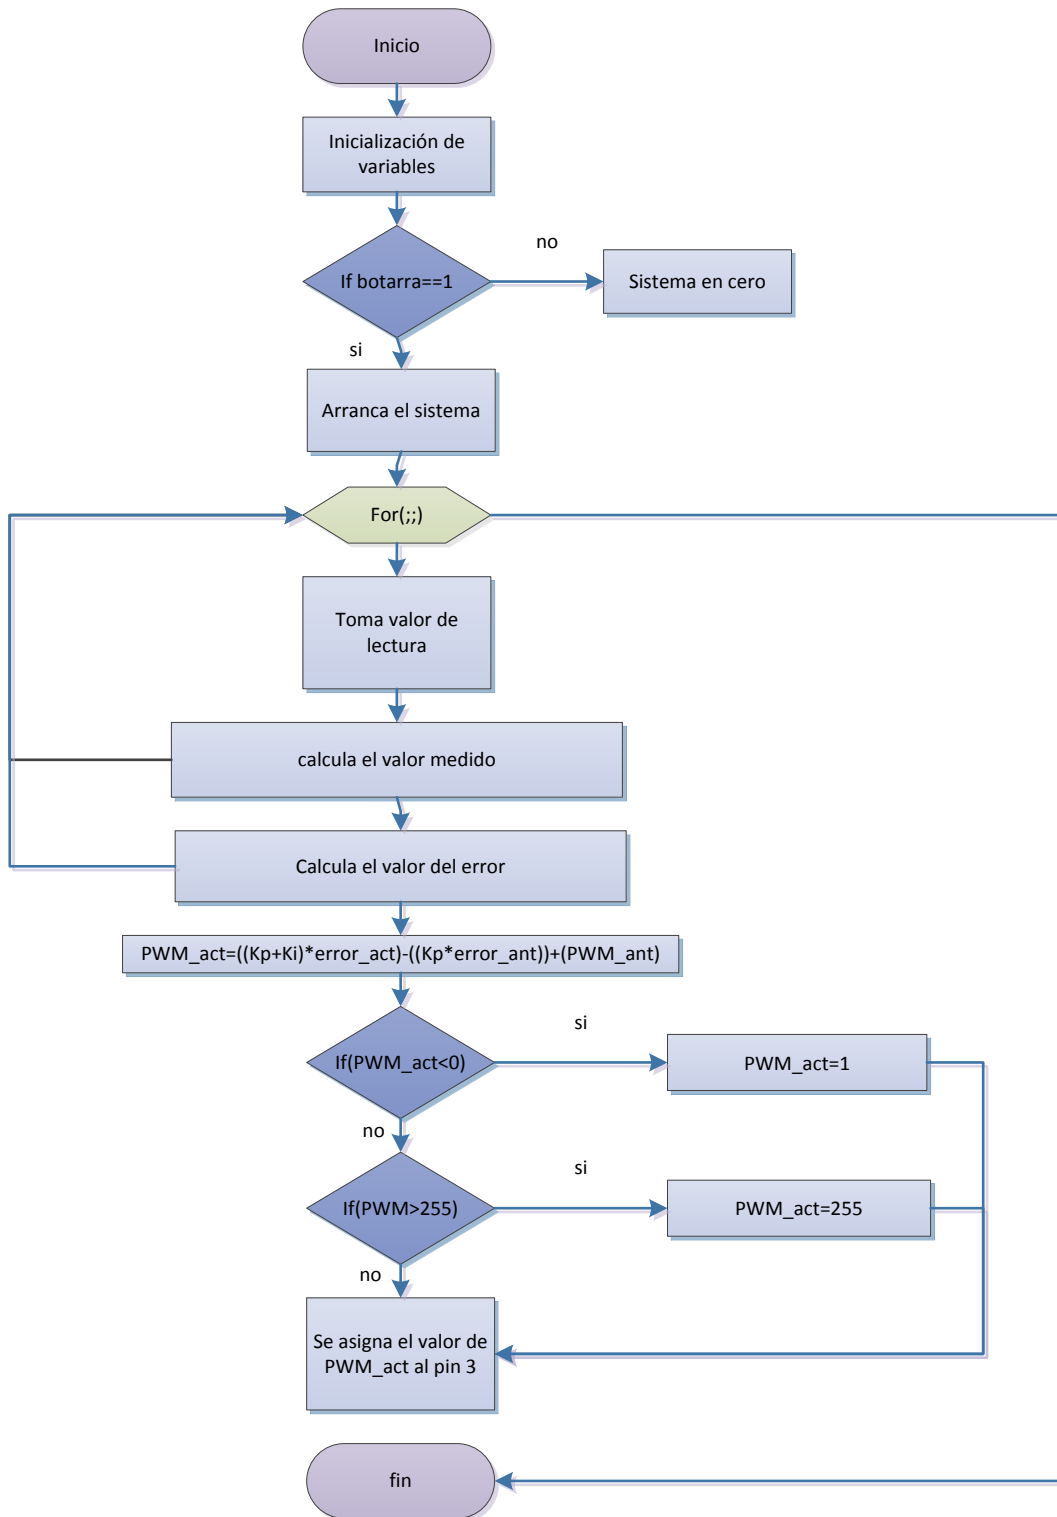 Inicio
Inicialización de
variables
no
If botarra==1
Sistema en cero
si
Arranca el sistema
For(;;)
Toma valor de
lectura
calcula el valor medido
Calcula el valor del error
PWM_act=((Kp+Ki)*error_act)-((Kp*error_ant))+(PWM_ant)
si
If(PWM_act<0)
PWM_act=1
no
si
If(PWM>255)
PWM_act=255
no
Se asigna el valor de
PWM_act al pin 3
fin